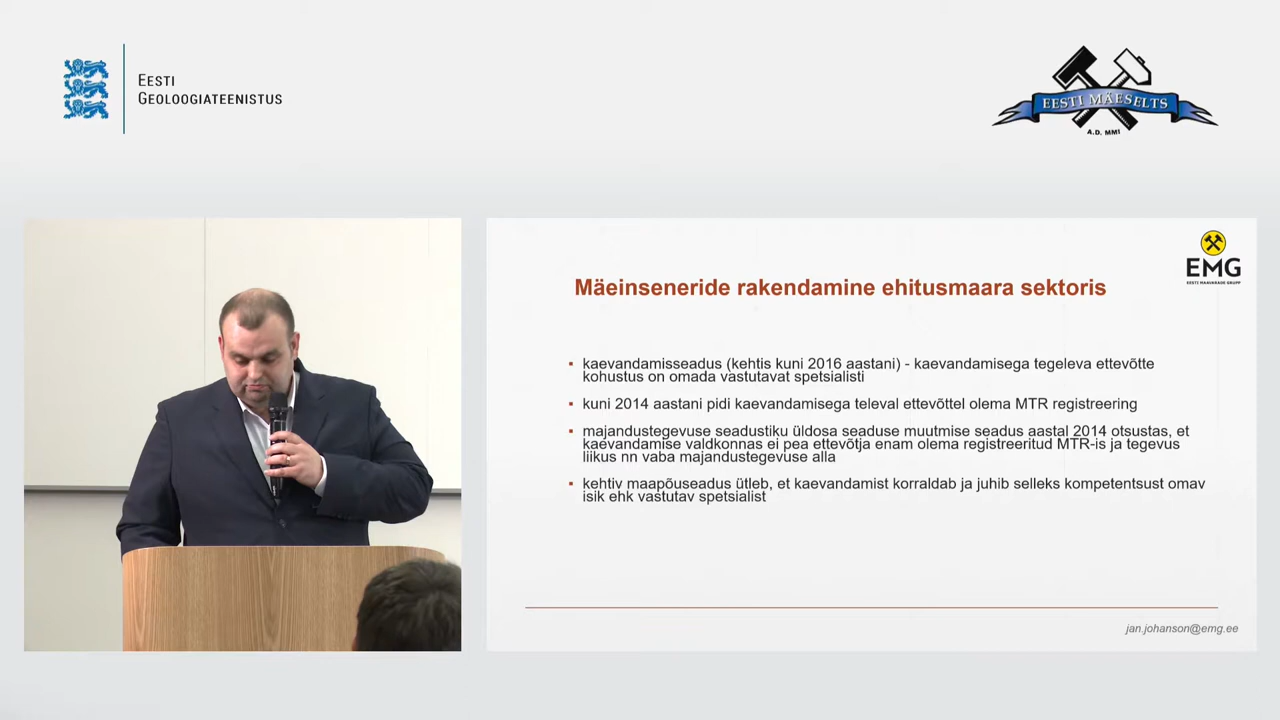 EESTI
GEOLOOGIATEENISTUS
EESTI MÄESELTS
A.D. MMI
EMG
EESTI MAAVARADE GRUPP
Mäeinseneride rakendamine ehitusmaara sektoris
kaevandamisseadus (kehtis kuni 2016 aastani) - kaevandamisega tegeleva ettevõtte
kohustus on omada vastutavat spetsialisti
kuni 2014 aastani pidi kaevandamisega televal ettevõttel olema MTR registreering
majandustegevuse seadustiku üldosa seaduse muutmise seadus aastal 2014 otsustas, et
kaevandamise valdkonnas ei pea ettevõtja enam olema registreeritud MTR-is ja tegevus
liikus nn vaba majandustegevuse alla
kehtiv maapõuseadus ütleb, et kaevandamist korraldab ja juhib selleks kompetentsust omav
isik ehk vastutav spetsialist
jan.johanson@emg.ee